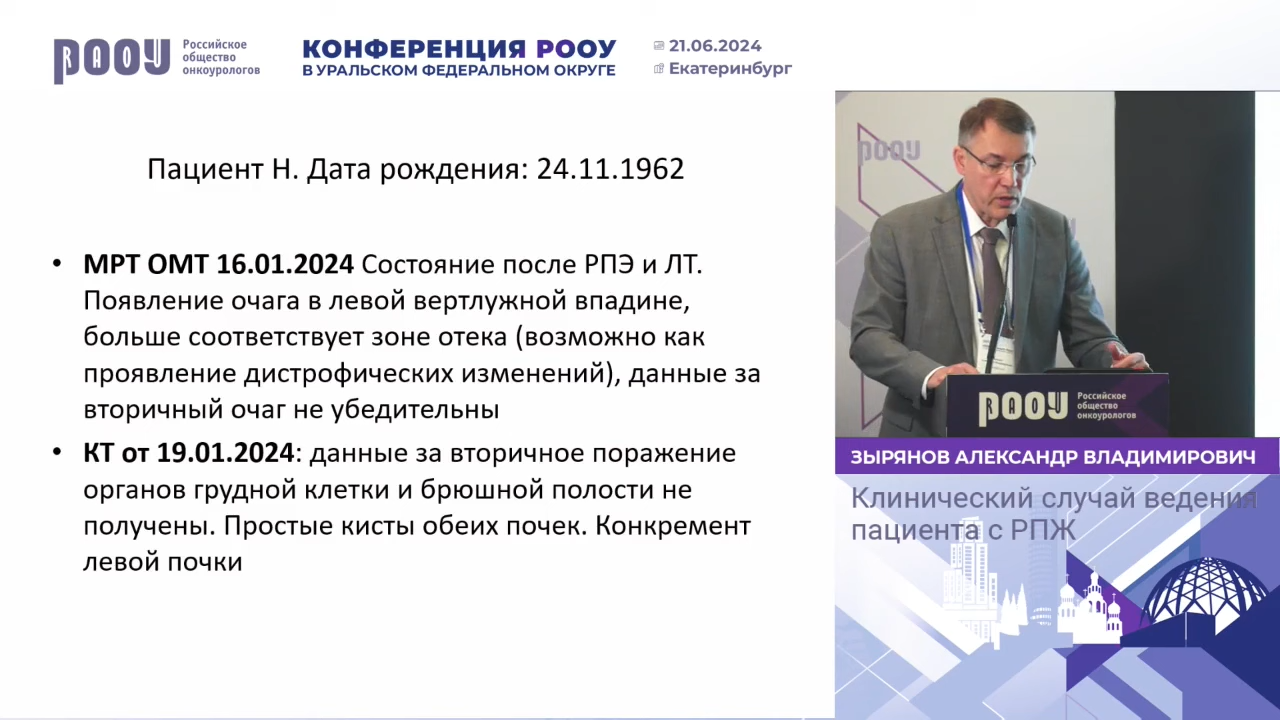 РООУ
Российское
общество
онкоурологов
КОНФЕРЕНЦИЯ РООУ
В УРАЛЬСКОМ ФЕДЕРАЛЬНОМ ОКРУГЕ
21.06.2024
Екатеринбург
Пациент Н. Дата рождения: 24.11.1962
• МРТ ОМТ 16.01.2024 Состояние после РПЭ и ЛТ.
Появление очага в левой вертлужной впадине,
больше соответствует зоне отека (возможно как
проявление дистрофических изменений), данные за
вторичный очаг не убедительны
• КТ от 19.01.2024: данные за вторичное поражение
органов грудной клетки и брюшной полости не
получены. Простые кисты обеих почек. Конкремент
левой почки
РООУ
РООУ
Российское
общество
онкоурологов
ЗЫРЯНОВ АЛЕКСАНДР ВЛАДИМИРОВИЧ
Клинический случай ведения
пациента с РПЖ